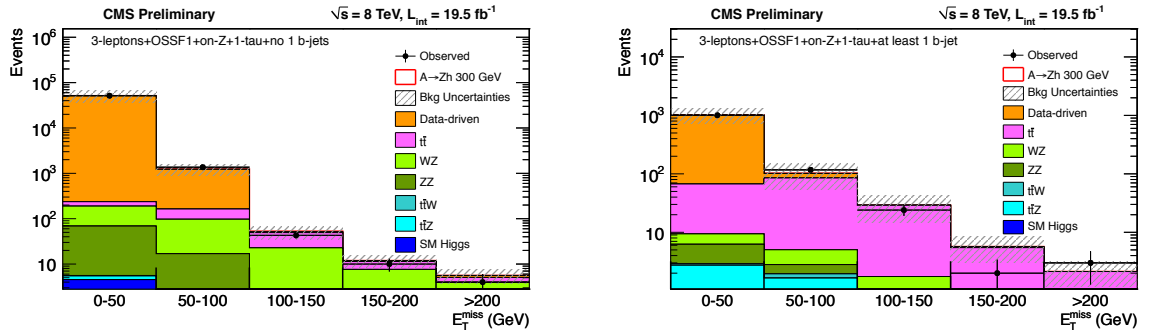 CMS Preliminary √s = 8 TeV, L_int = 19.5 fb⁻¹
3-leptons+OSSF1+on-Z+1-tau+no 1 b-jets
Events
10⁶
10⁵
10⁴
10³
10²
10
Observed
A→Zh 300 GeV
Bkg Uncertainties
Data-driven
tt̄
WZ
ZZ
tt̄W
tt̄Z
SM Higgs
0-50 50-100 100-150 150-200 >200
E_T^miss (GeV)
CMS Preliminary √s = 8 TeV, L_int = 19.5 fb⁻¹
3-leptons+OSSF1+on-Z+1-tau+at least 1 b-jet
Events
10⁴
10³
10²
10
Observed
A→Zh 300 GeV
Bkg Uncertainties
Data-driven
tt̄
WZ
ZZ
tt̄W
tt̄Z
SM Higgs
0-50 50-100 100-150 150-200 >200
E_T^miss (GeV)